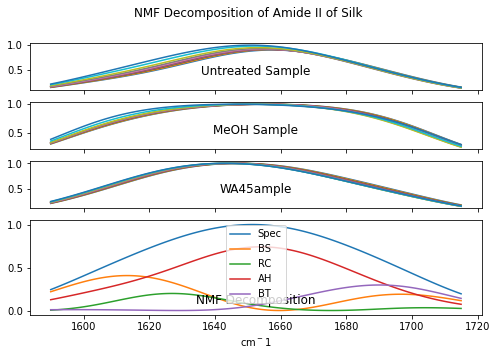 NMF Decomposition of Amide II of Silk
1.0
0.5
Untreated Sample
1.0
0.5
MeOH Sample
1.0
0.5
WA45ample
1.0
0.5
0.0
Spec
BS
RC
AH
BT
NMF Decomposition
1600 1620 1640 1660 1680 1700 1720
cm⁻1